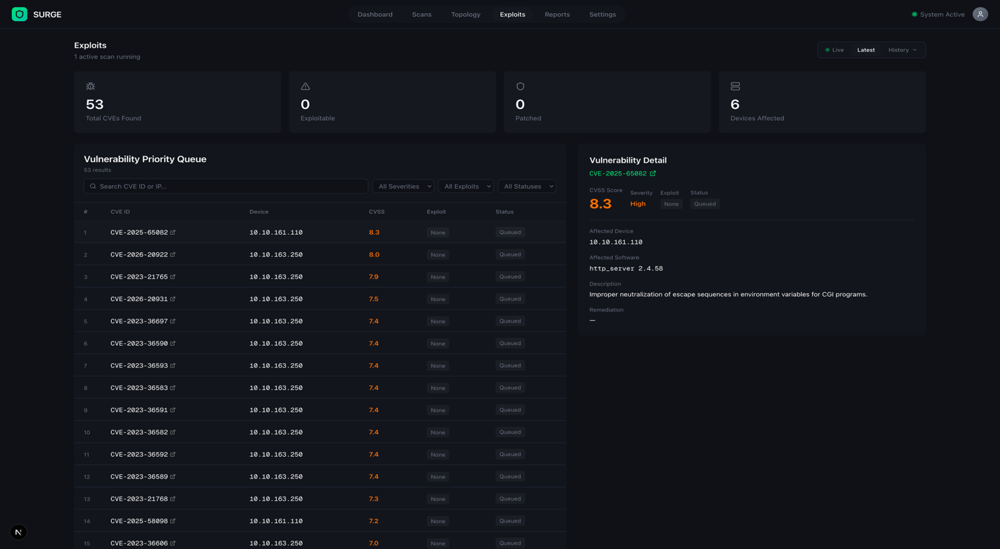 SURGE
Dashboard Scans Topology Exploits Reports Settings
System Active
Exploits
1 active scan running
Live Latest History
53
Total CVEs Found
0
Exploitable
0
Patched
6
Devices Affected
Vulnerability Priority Queue
53 results
Search CVE ID or IP...
All Severities All Exploits All Statuses
# CVE ID Device CVSS Exploit Status
1 CVE-2025-65082 10.10.161.110 8.3 None Queued
2 CVE-2026-20922 10.10.163.250 8.0 None Queued
3 CVE-2023-21765 10.10.163.250 7.9 None Queued
4 CVE-2026-20931 10.10.163.250 7.5 None Queued
5 CVE-2023-36697 10.10.163.250 7.4 None Queued
6 CVE-2023-36590 10.10.163.250 7.4 None Queued
7 CVE-2023-36593 10.10.163.250 7.4 None Queued
8 CVE-2023-36583 10.10.163.250 7.4 None Queued
9 CVE-2023-36591 10.10.163.250 7.4 None Queued
10 CVE-2023-36582 10.10.163.250 7.4 None Queued
11 CVE-2023-36592 10.10.163.250 7.4 None Queued
12 CVE-2023-36589 10.10.163.250 7.4 None Queued
13 CVE-2023-21768 10.10.163.250 7.3 None Queued
14 CVE-2025-58098 10.10.161.110 7.2 None Queued
15 CVE-2023-36606 10.10.163.250 7.0 None Queued
Vulnerability Detail
CVE-2025-65082
CVSS Score Severity Exploit Status
8.3 High None Queued
Affected Device
10.10.161.110
Affected Software
http_server 2.4.58
Description
Improper neutralization of escape sequences in environment variables for CGI programs.
Remediation
—
N